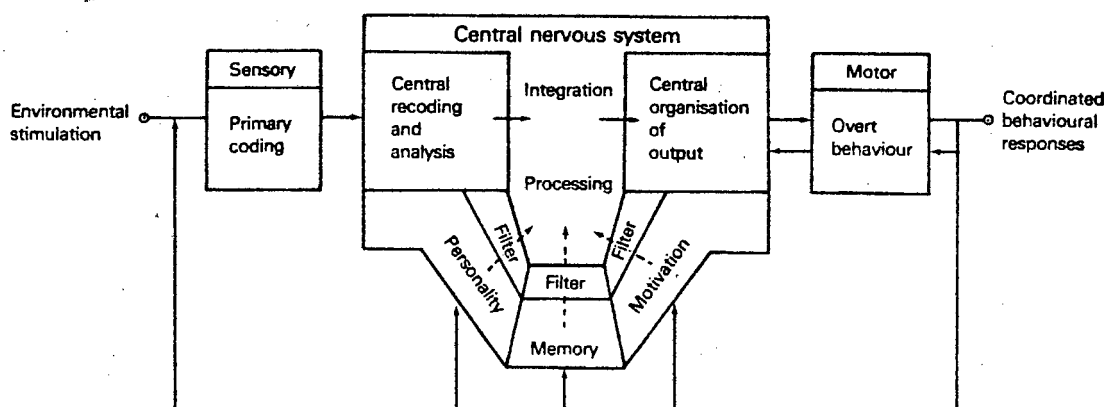 Central nervous system
Environmental
stimulation
Sensory
Primary
coding
Central
recoding
and
analysis
Integration
Processing
Central
organisation
of
output
Motor
Overt
behaviour
Coordinated
behavioural
responses
Personality
Filter
Filter
Filter
Motivation
Memory